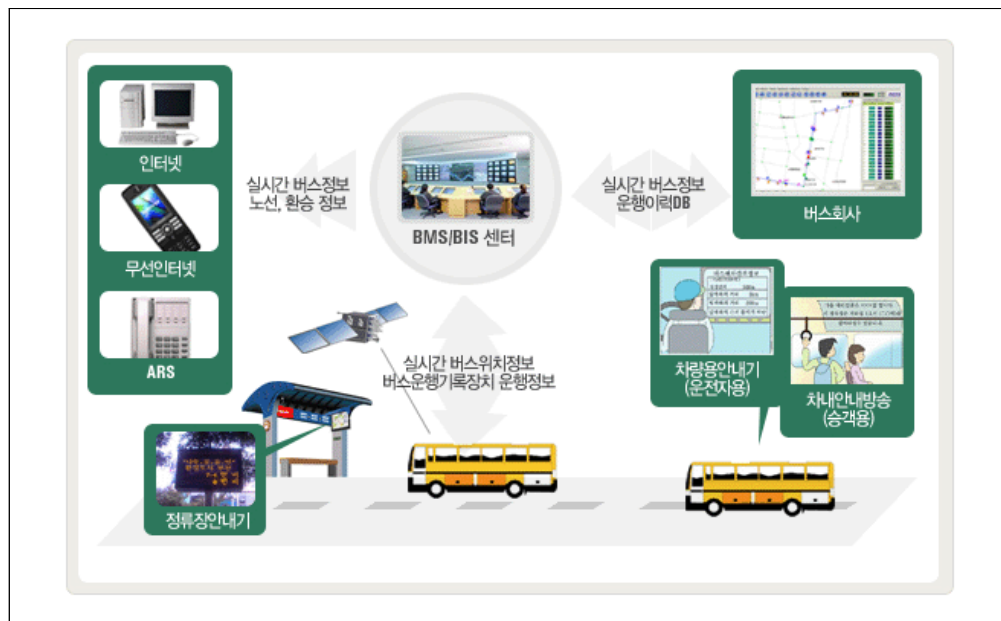 인터넷
무선인터넷
ARS
실시간 버스정보
노선, 환승 정보
BMS/BIS 센터
실시간 버스정보
운행이력DB
버스회사
실시간 버스위치정보
버스운행기록장치 운행정보
차량용안내기
(운전자용)
차내안내방송
(승객용)
정류장안내기